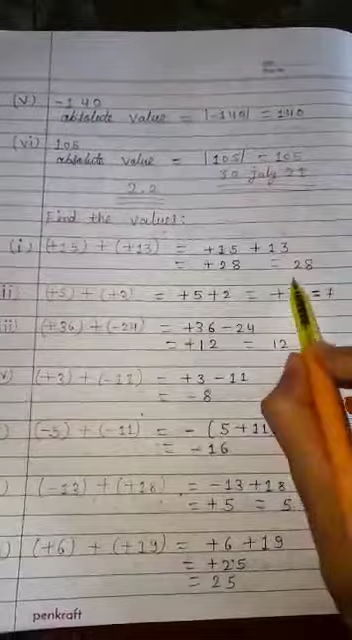 (v) -140
absolute value = |-140| = 140
(vi) 105
absolute value = |105| = 105
30 July 21
2.2
Find the values:
(i) (+15) + (+13) = +15 + 13
= +28 = 28
ii) (+5) + (+2) = +5+2 = + = 7
ii) (+36) + (-24) = +36 - 24
= +12 = 12
v) (+3) + (-11) = +3 - 11
= -8
) (-5) + (-11) = - (5 + 11
= -16
) (-13) + (+18) = -13 + 18
= +5 = 5
) (+6) + (+19) = +6 + 19
= +25
= 25
penkraft